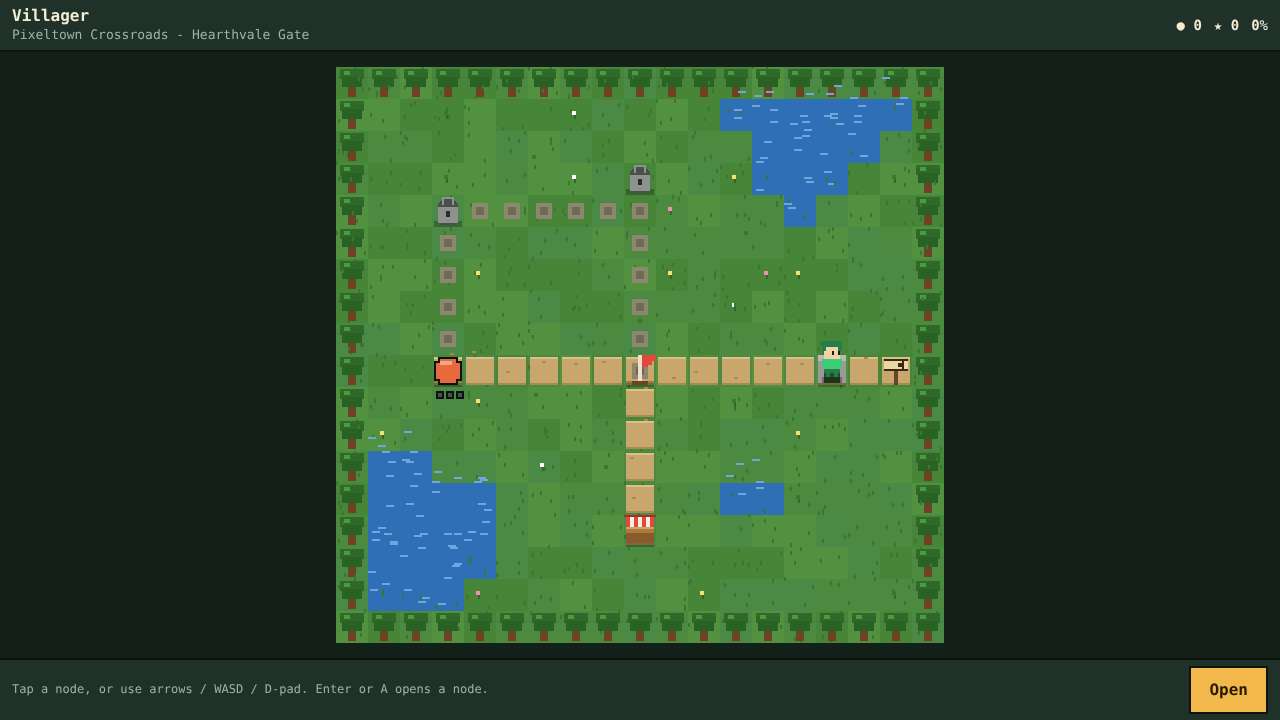 Villager
Pixeltown Crossroads - Hearthvale Gate
● 0 ★ 0 0%
Tap a node, or use arrows / WASD / D-pad. Enter or A opens a node.
Open